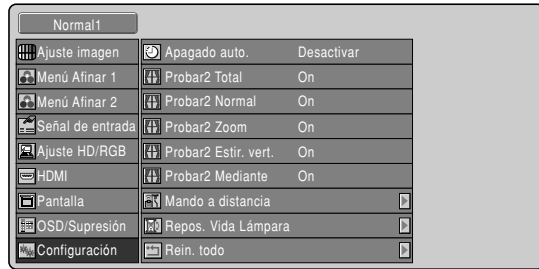 Normal1
Ajuste imagen
Menú Afinar 1
Menú Afinar 2
Señal de entrada
Ajuste HD/RGB
HDMI
Pantalla
OSD/Supresión
Configuración
Apagado auto. Desactivar
Probar2 Total On
Probar2 Normal On
Probar2 Zoom On
Probar2 Estir. vert. On
Probar2 Mediante On
Mando a distancia
Repos. Vida Lámpara
Rein. todo